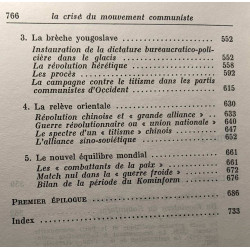 766 la crise du mouvement communiste
3. La brèche yougoslave 552
Instauration de la dictature bureaucratico-poli-
cière dans le glacis 552
La révolution hérétique 558
Les procès 592
La campagne contre le titisme dans les partis
communistes d'Occident 615
4. La relève orientale 630
Révolution chinoise et « grande alliance » 630
Guerre révolutionnaire ou « union nationale » 640
Le spectre d'un « titisme » chinois 647
L'alliance sino-soviétique 652
5. Le nouvel équilibre mondial 661
Les « combattants de la paix » 661
Match nul dans la « guerre froide » 672
Bilan de la période du Kominform 676
PREMIER ÉPILOGUE 686
Index 733